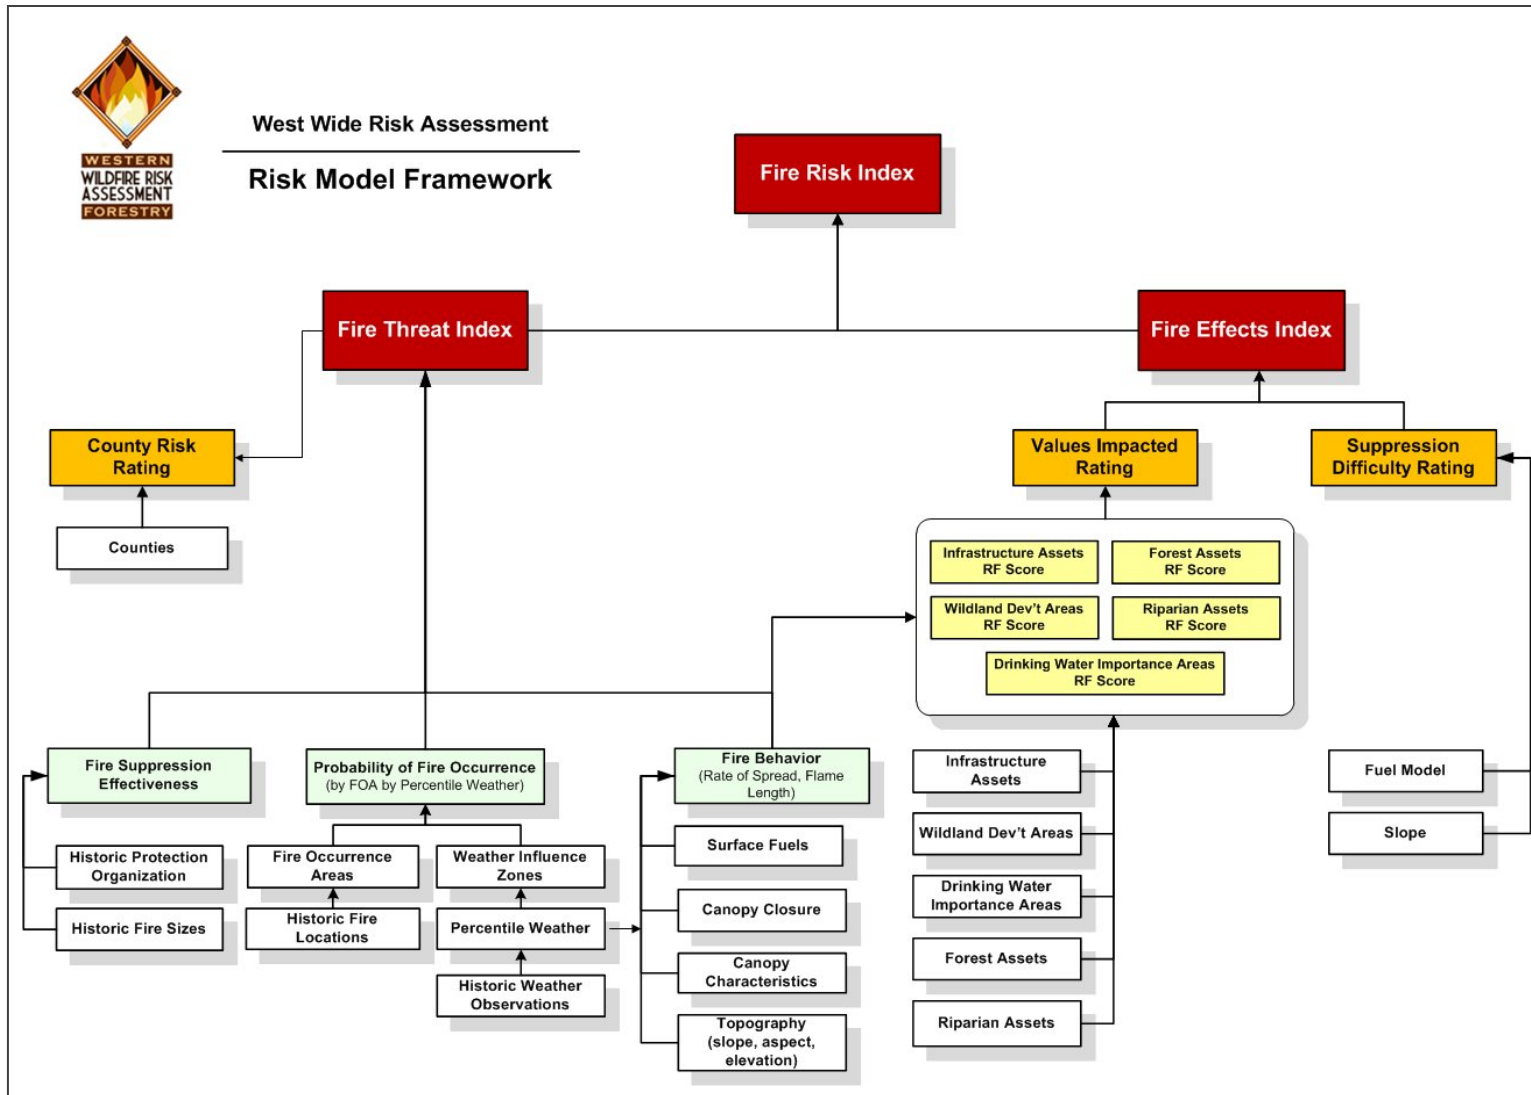 WESTERN
WILDFIRE RISK
ASSESSMENT
FORESTRY
West Wide Risk Assessment
Risk Model Framework
Fire Risk Index
Fire Threat Index
Fire Effects Index
County Risk
Rating
Values Impacted
Rating
Suppression
Difficulty Rating
Counties
Infrastructure Assets
RF Score
Forest Assets
RF Score
Wildland Dev't Areas
RF Score
Riparian Assets
RF Score
Drinking Water Importance Areas
RF Score
Fire Suppression
Effectiveness
Probability of Fire Occurrence
(by FOA by Percentile Weather)
Fire Behavior
(Rate of Spread, Flame
Length)
Infrastructure
Assets
Fuel Model
Historic Protection
Organization
Fire Occurrence
Areas
Weather Influence
Zones
Surface Fuels
Wildland Dev't Areas
Slope
Historic Fire Sizes
Historic Fire
Locations
Percentile Weather
Canopy Closure
Drinking Water
Importance Areas
Historic Weather
Observations
Canopy
Characteristics
Forest Assets
Topography
(slope, aspect,
elevation)
Riparian Assets